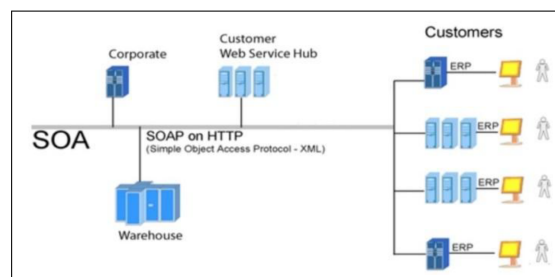 Customers
Corporate
Customer
Web Service Hub
ERP
SOA
SOAP on HTTP
(Simple Object Access Protocol - XML)
ERP
ERP
Warehouse
ERP